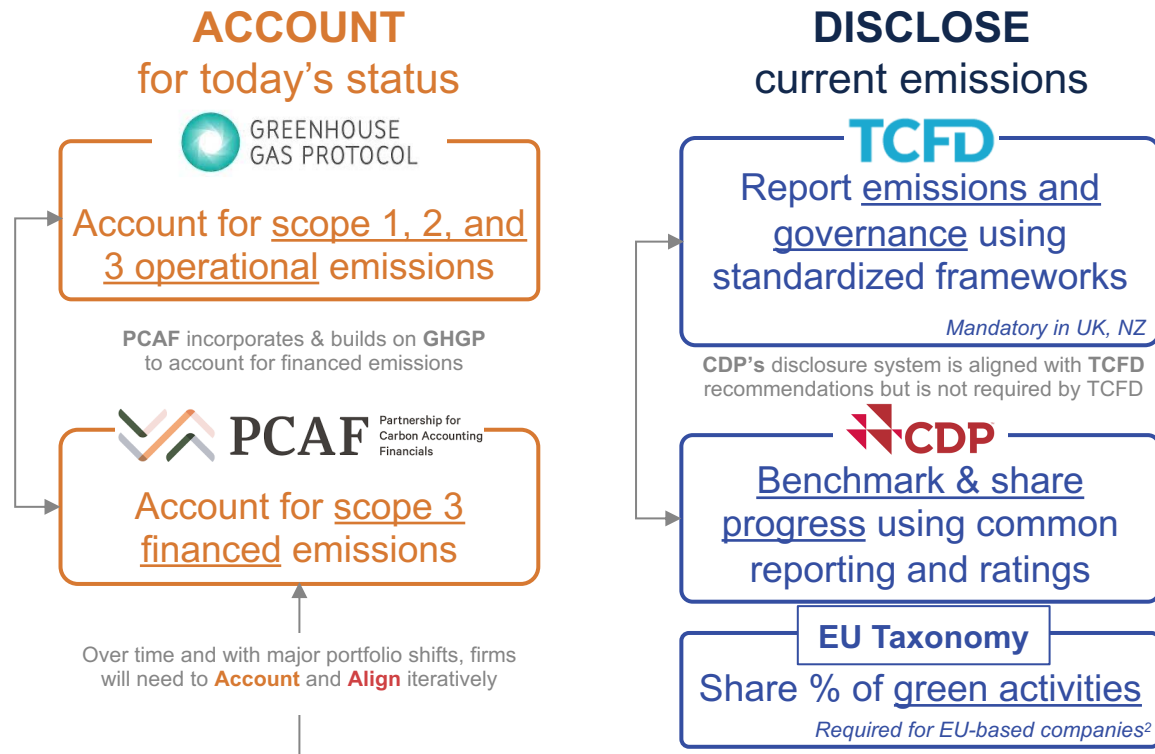 ACCOUNT
for today's status
GREENHOUSE
GAS PROTOCOL
Account for scope 1, 2, and
3 operational emissions
PCAF incorporates & builds on GHGP
to account for financed emissions
PCAF
Partnership for
Carbon Accounting
Financials
Account for scope 3
financed emissions
Over time and with major portfolio shifts, firms
will need to Account and Align iteratively
DISCLOSE
current emissions
TCFD
Report emissions and
governance using
standardized frameworks
Mandatory in UK, NZ
CDP's disclosure system is aligned with TCFD
recommendations but is not required by TCFD
CDP
Benchmark & share
progress using common
reporting and ratings
EU Taxonomy
Share % of green activities
Required for EU-based companies²